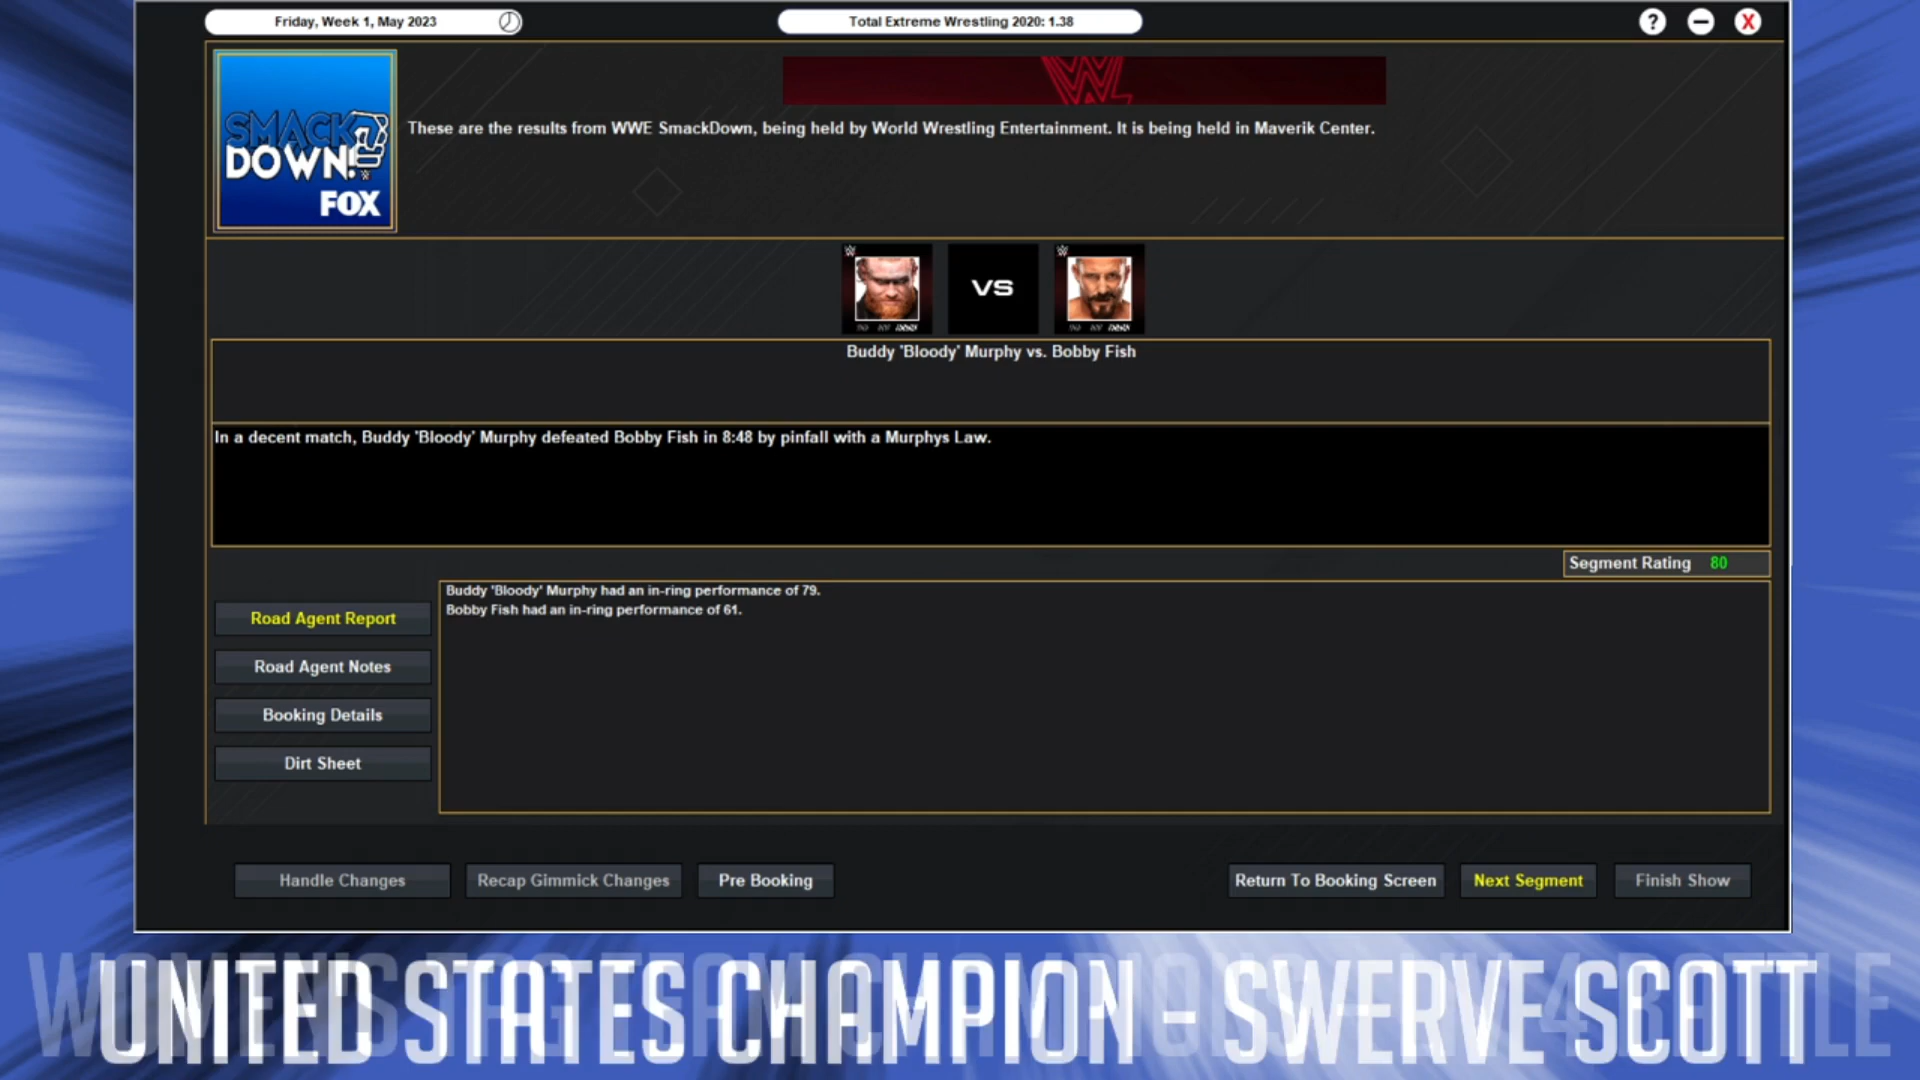 Friday, Week 1, May 2023
Total Extreme Wrestling 2020: 1.38
?
X
SMACK
DOWN!
FOX
These are the results from WWE SmackDown, being held by World Wrestling Entertainment. It is being held in Maverik Center.
VS
Buddy 'Bloody' Murphy vs. Bobby Fish
In a decent match, Buddy 'Bloody' Murphy defeated Bobby Fish in 8:48 by pinfall with a Murphys Law.
Segment Rating 80
Buddy 'Bloody' Murphy had an in-ring performance of 79.
Bobby Fish had an in-ring performance of 61.
Road Agent Report
Road Agent Notes
Booking Details
Dirt Sheet
Handle Changes
Recap Gimmick Changes
Pre Booking
Return To Booking Screen
Next Segment
Finish Show
UNITED STATES CHAMPION - SWERVE SCOTT